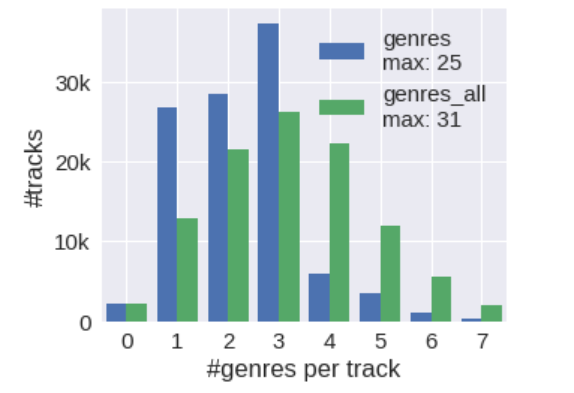 genres
max: 25
genres_all
max: 31
30k
20k
10k
0
#tracks
0 1 2 3 4 5 6 7
#genres per track